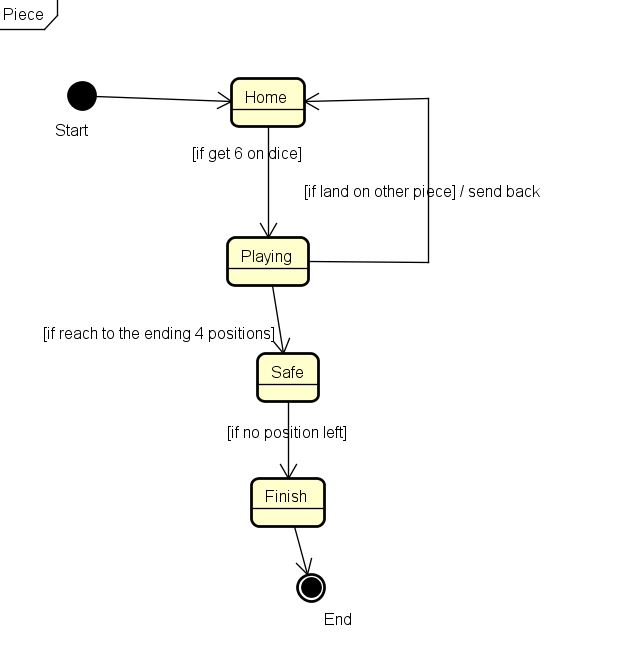 Piece
Home
Start
[if get 6 on dice]
[if land on other piece] / send back
Playing
[if reach to the ending 4 positions]
Safe
[if no position left]
Finish
End